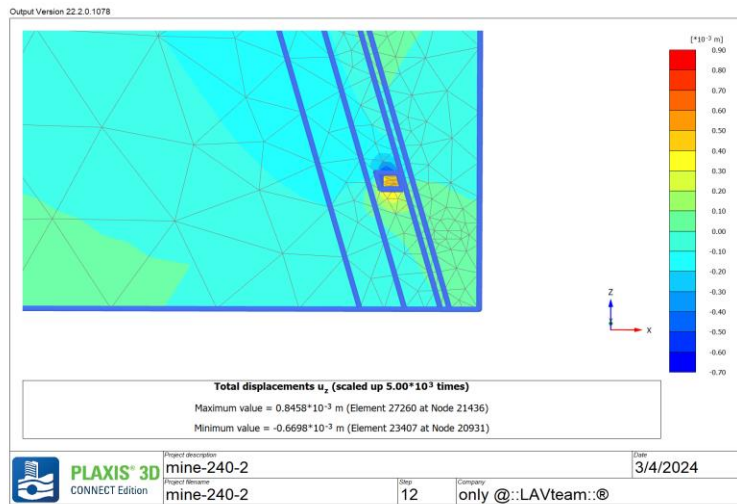 Output Version 22.2.0.1078
[*10-3 m]
0.90
0.80
0.70
0.60
0.50
0.40
0.30
0.20
0.10
0.00
-0.10
-0.20
-0.30
-0.40
-0.50
-0.60
-0.70
Z
X
Total displacements uz (scaled up 5.00*10³ times)
Maximum value = 0.8458*10-3 m (Element 27260 at Node 21436)
Minimum value = -0.6698*10-3 m (Element 23407 at Node 20931)
PLAXIS® 3D
CONNECT Edition
Project description
mine-240-2
Date
3/4/2024
Project filename
mine-240-2
Step
12
Company
only @::LAVteam::®